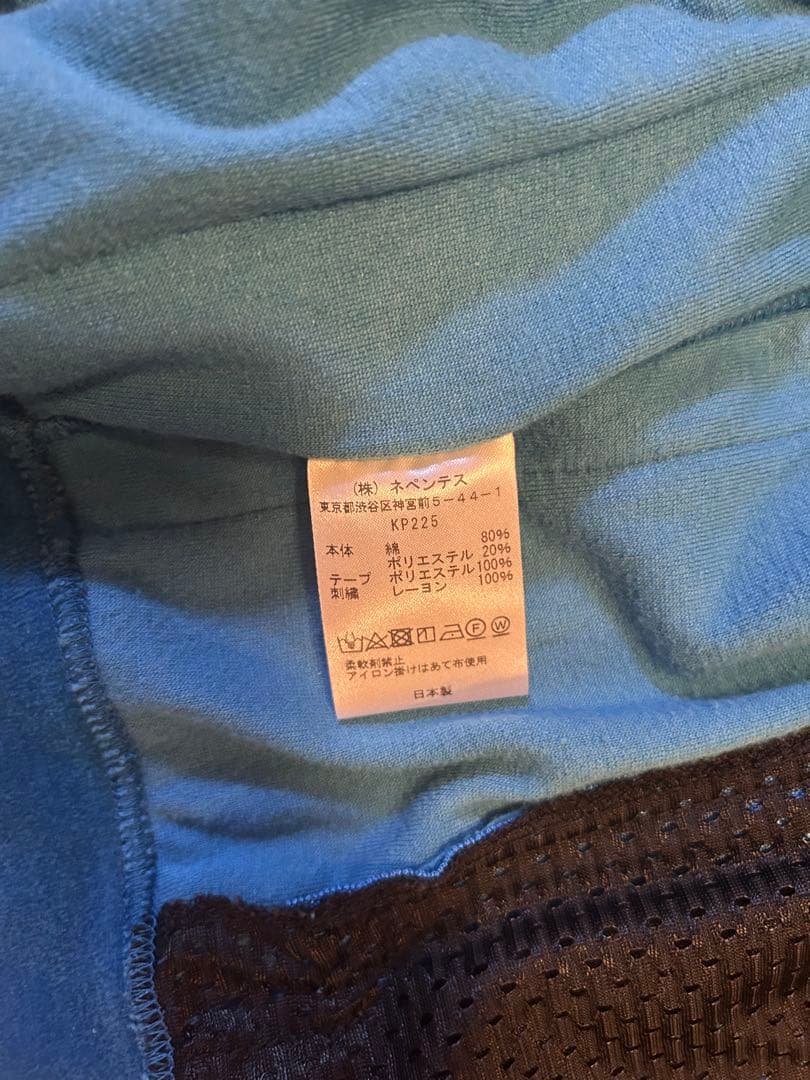 (株) ネペンテス
東京都渋谷区神宮前5-44-1
KP225
本体 綿 80%
ポリエステル 20%
テープ ポリエステル 100%
刺繍 レーヨン 100%
F W
柔軟剤禁止
アイロン掛けはあて布使用
日本製